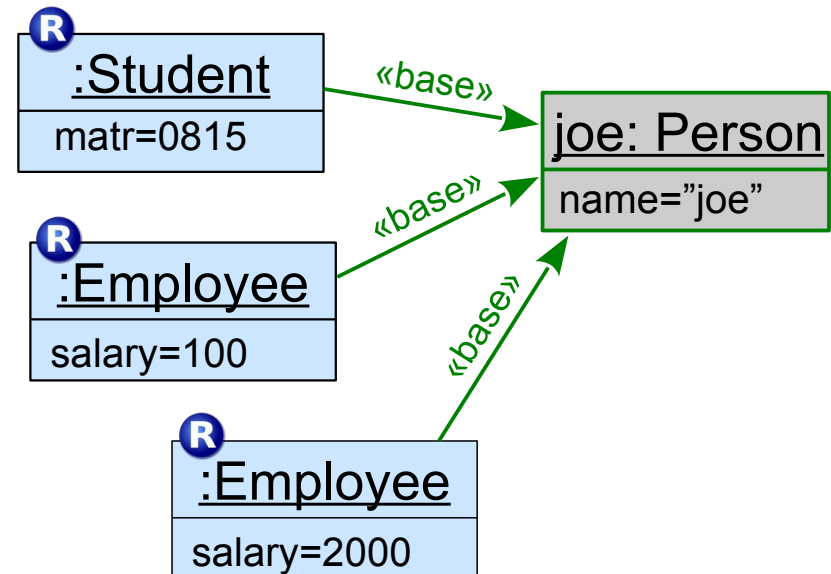 R
:Student
matr=0815
«base»
joe: Person
name=”joe”
R
:Employee
salary=100
«base»
R
:Employee
salary=2000
«base»